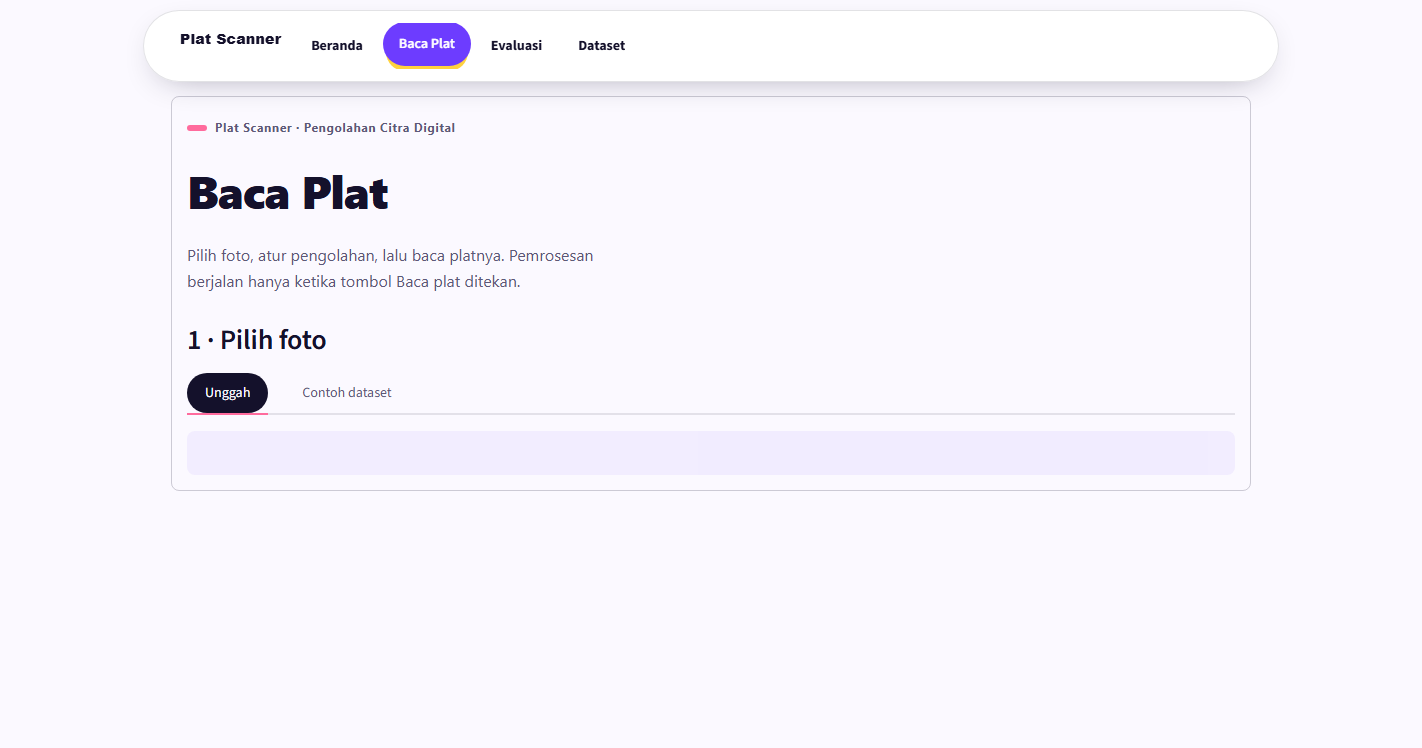 Plat Scanner
Beranda
Baca Plat
Evaluasi
Dataset
Plat Scanner · Pengolahan Citra Digital
Baca Plat
Pilih foto, atur pengolahan, lalu baca platnya. Pemrosesan
berjalan hanya ketika tombol Baca plat ditekan.
1 · Pilih foto
Unggah
Contoh dataset